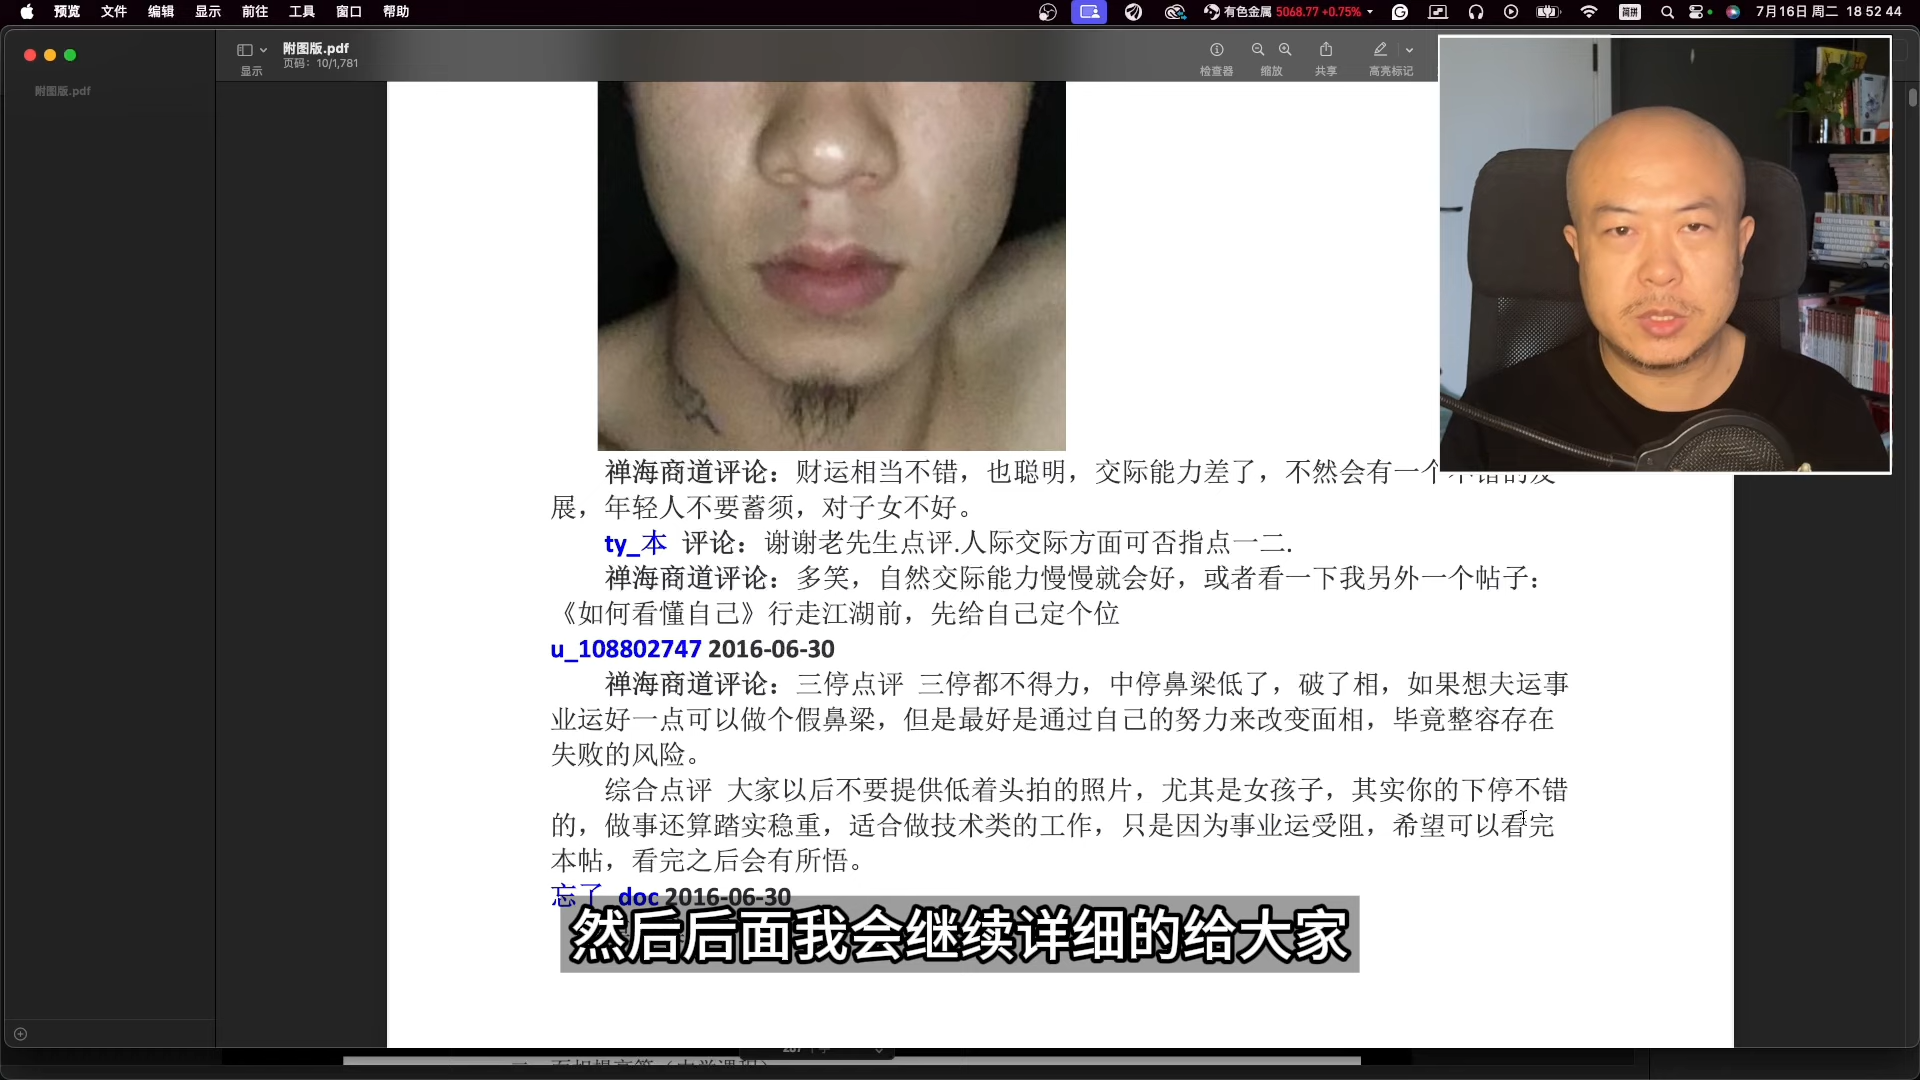 预览 文件 编辑 显示 前往 工具 窗口 帮助
有色金属 5068.77 +0.75%
简拼
7月16日 周二 18 52 44
附图版.pdf
页码：10/1,781
显示
检查器 缩放 共享 高亮标记
附图版.pdf
禅海商道评论：财运相当不错，也聪明，交际能力差了，不然会有一个不错的发
展，年轻人不要蓄须，对子女不好。
ty_本 评论：谢谢老先生点评.人际交际方面可否指点一二.
禅海商道评论：多笑，自然交际能力慢慢就会好，或者看一下我另外一个帖子：
《如何看懂自己》行走江湖前，先给自己定个位
u_108802747 2016-06-30
禅海商道评论：三停点评 三停都不得力，中停鼻梁低了，破了相，如果想夫运事
业运好一点可以做个假鼻梁，但是最好是通过自己的努力来改变面相，毕竟整容存在
失败的风险。
综合点评 大家以后不要提供低着头拍的照片，尤其是女孩子，其实你的下停不错
的，做事还算踏实稳重，适合做技术类的工作，只是因为事业运受阻，希望可以看完
本帖，看完之后会有所悟。
忘了_doc 2016-06-30
然后后面我会继续详细的给大家